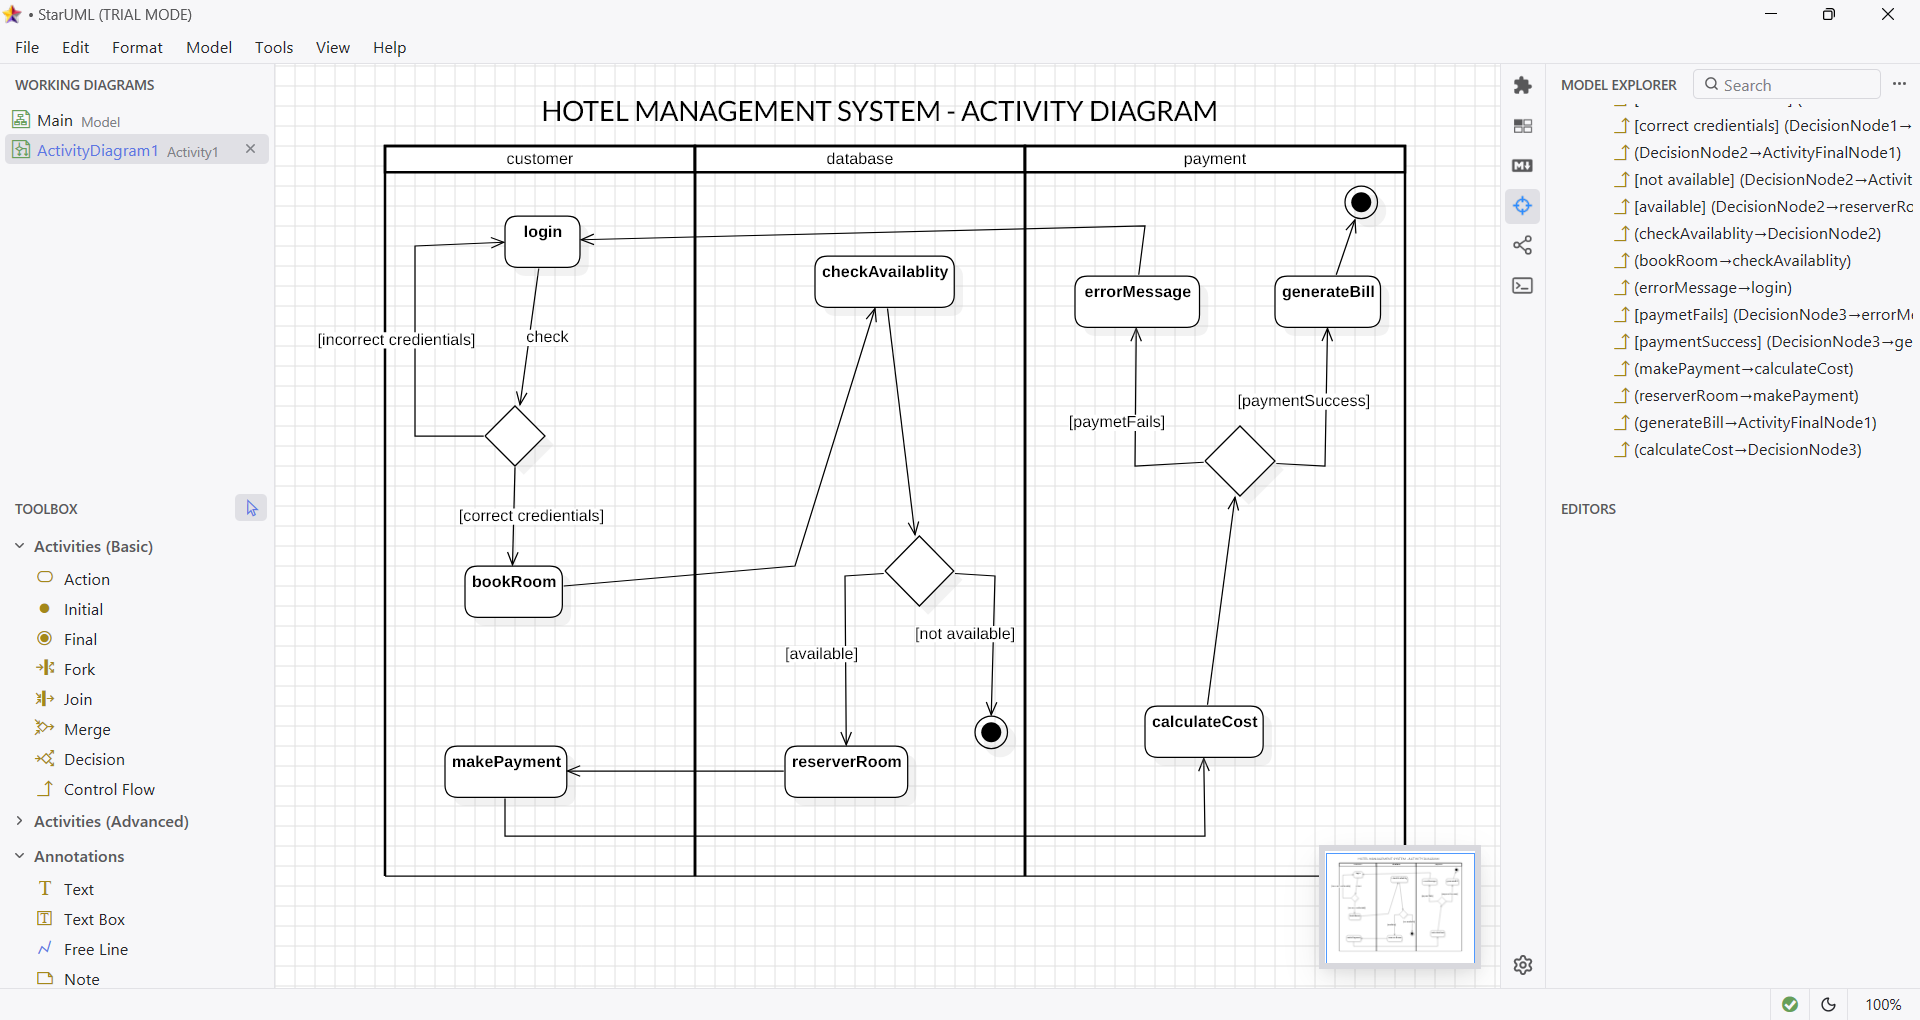 • StarUML (TRIAL MODE)
File Edit Format Model Tools View Help
WORKING DIAGRAMS
Main Model
ActivityDiagram1 Activity1
TOOLBOX
Activities (Basic)
Action
Initial
Final
Fork
Join
Merge
Decision
Control Flow
Activities (Advanced)
Annotations
Text
Text Box
Free Line
Note
HOTEL MANAGEMENT SYSTEM - ACTIVITY DIAGRAM
customer
database
payment
login
checkAvailablity
errorMessage
generateBill
[incorrect credientials]
check
[paymentSuccess]
[paymetFails]
[correct credientials]
bookRoom
[not available]
[available]
calculateCost
makePayment
reserverRoom
MODEL EXPLORER
Search
[correct credientials] (DecisionNode1→
(DecisionNode2→ActivityFinalNode1)
[not available] (DecisionNode2→Activit
[available] (DecisionNode2→reserverRo
(checkAvailablity→DecisionNode2)
(bookRoom→checkAvailablity)
(errorMessage→login)
[paymetFails] (DecisionNode3→errorM
[paymentSuccess] (DecisionNode3→ge
(makePayment→calculateCost)
(reserverRoom→makePayment)
(generateBill→ActivityFinalNode1)
(calculateCost→DecisionNode3)
EDITORS
100%